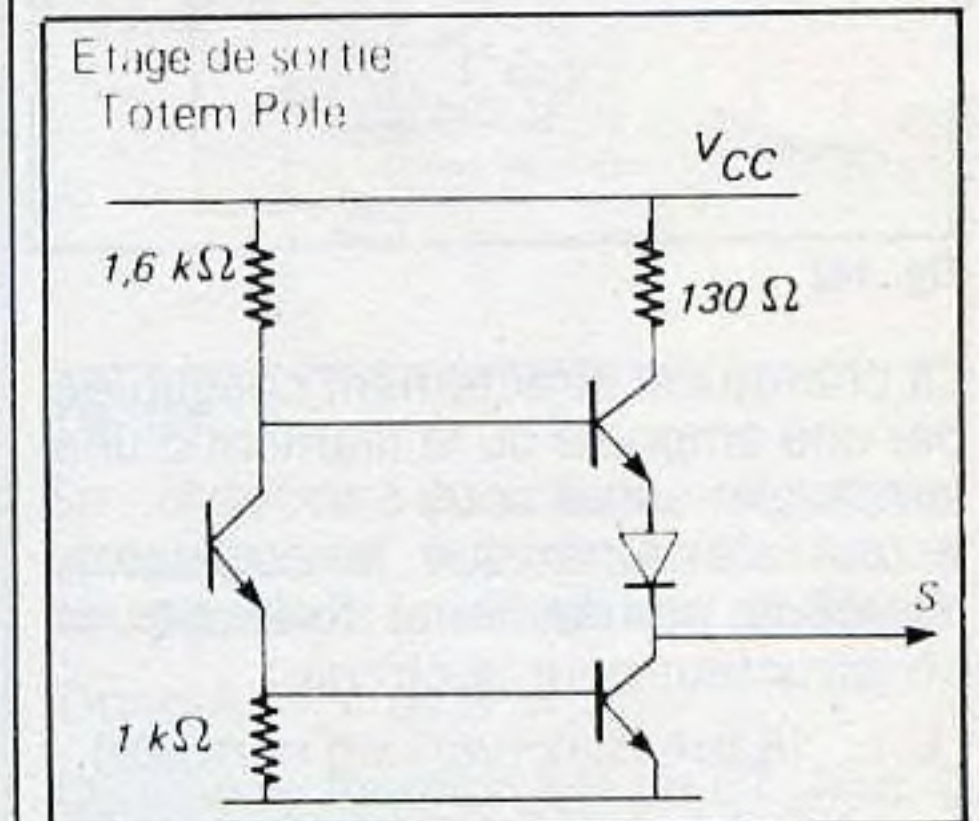 Etage de sortie
Totem Pole
VCC
1,6 kΩ
130 Ω
S
1 kΩ